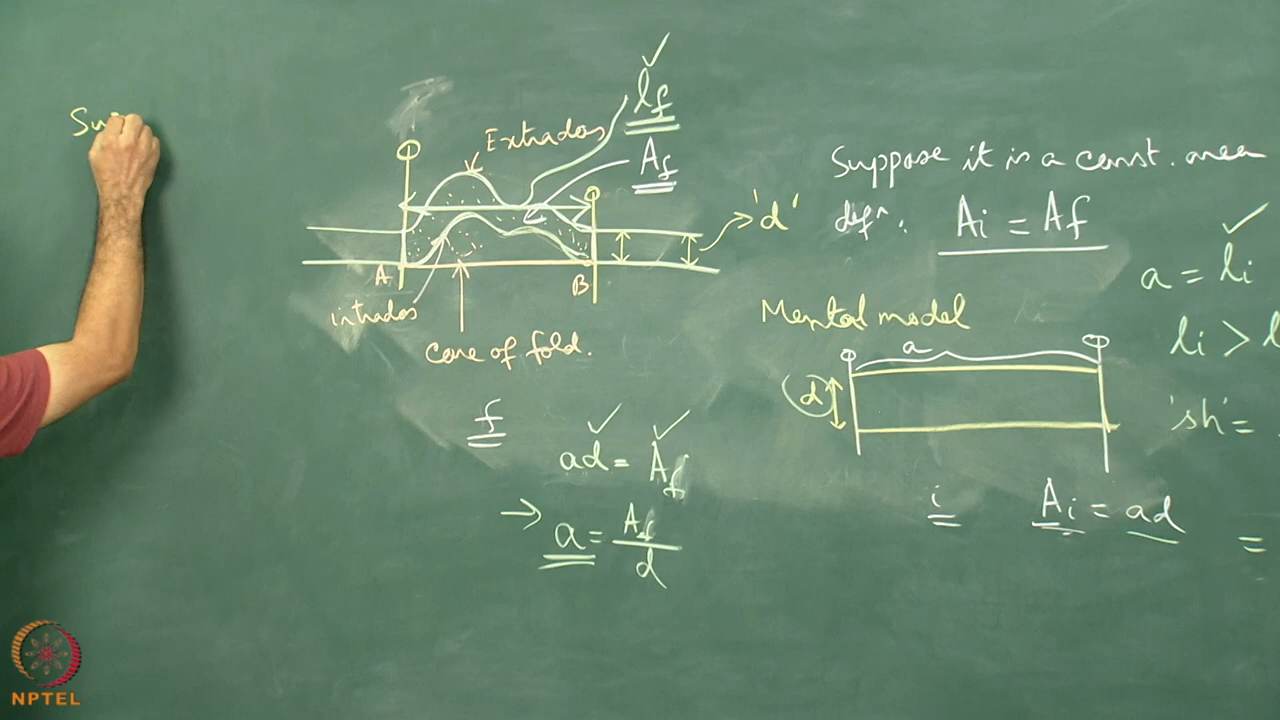 Su
Extrados
lf
Af
'd'
A
B
intrados
core of fold.
f
ad = Af
→ a = Af / d
Suppose it is a const. area
defⁿ. Ai = Af
a = li
Mental model
li > l
a
d
'sh' =
i Ai = ad
=
NPTEL